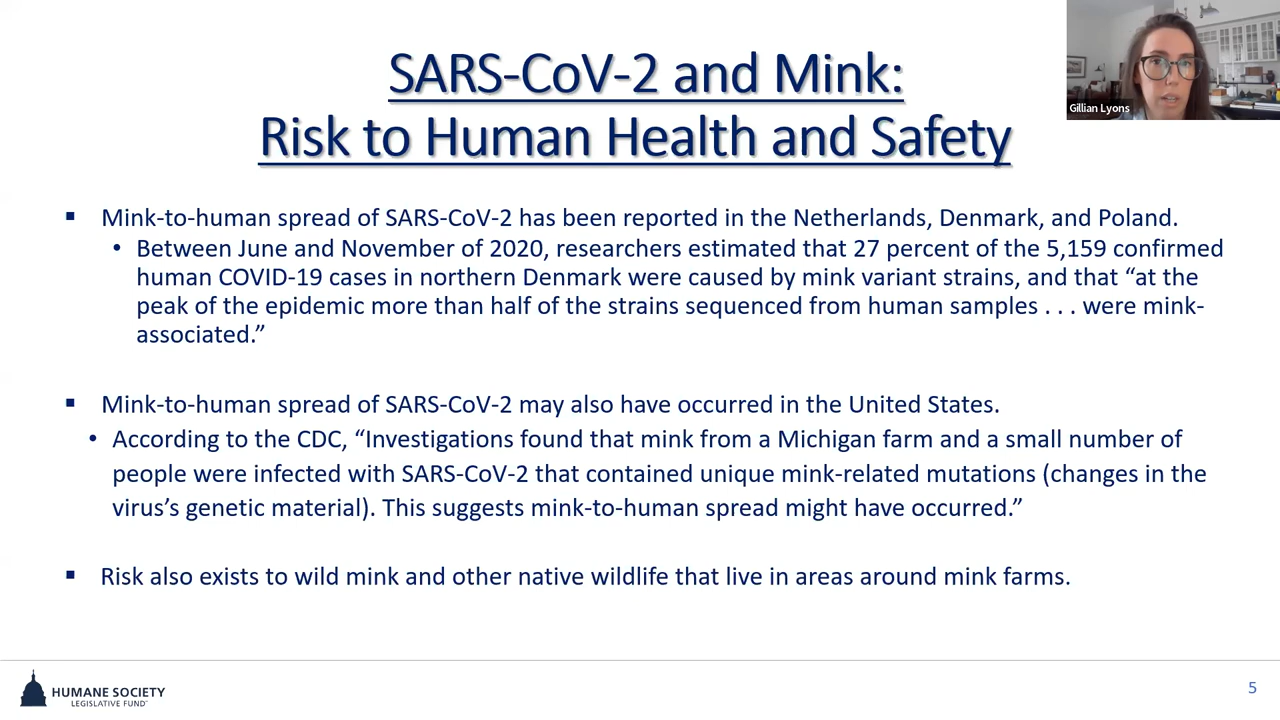 SARS-CoV-2 and Mink:
Risk to Human Health and Safety
Gillian Lyons
▪ Mink-to-human spread of SARS-CoV-2 has been reported in the Netherlands, Denmark, and Poland.
• Between June and November of 2020, researchers estimated that 27 percent of the 5,159 confirmed
human COVID-19 cases in northern Denmark were caused by mink variant strains, and that “at the
peak of the epidemic more than half of the strains sequenced from human samples . . . were mink-
associated.”
▪ Mink-to-human spread of SARS-CoV-2 may also have occurred in the United States.
• According to the CDC, “Investigations found that mink from a Michigan farm and a small number of
people were infected with SARS-CoV-2 that contained unique mink-related mutations (changes in the
virus’s genetic material). This suggests mink-to-human spread might have occurred.”
▪ Risk also exists to wild mink and other native wildlife that live in areas around mink farms.
HUMANE SOCIETY
LEGISLATIVE FUND
5